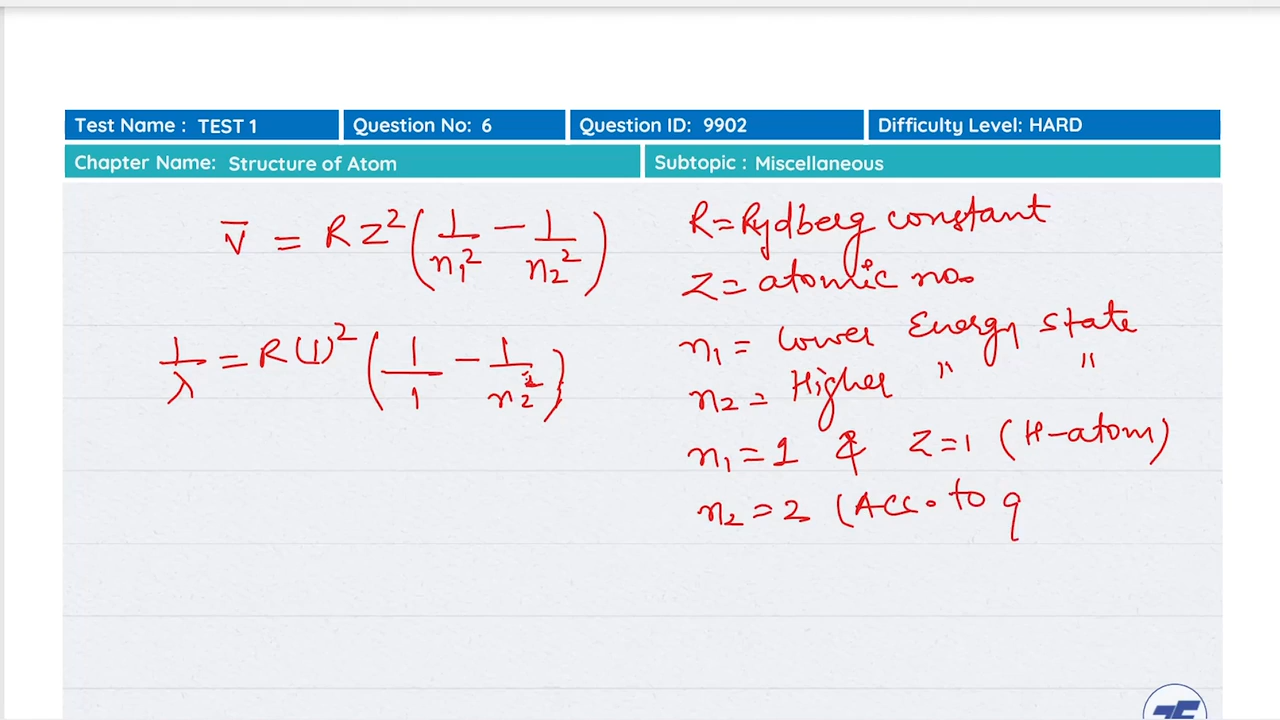 Test Name : TEST 1 Question No: 6 Question ID: 9902 Difficulty Level: HARD
Chapter Name: Structure of Atom Subtopic : Miscellaneous
v̅ = R Z² (1/n₁² − 1/n₂²)
1/λ = R(1)² (1/1 − 1/n₂²)
R = Rydberg constant
Z = atomic no.
n₁ = Lower Energy state
n₂ = Higher " "
n₁ = 1 & Z = 1 (H-atom)
n₂ = 2 (Acc. to q